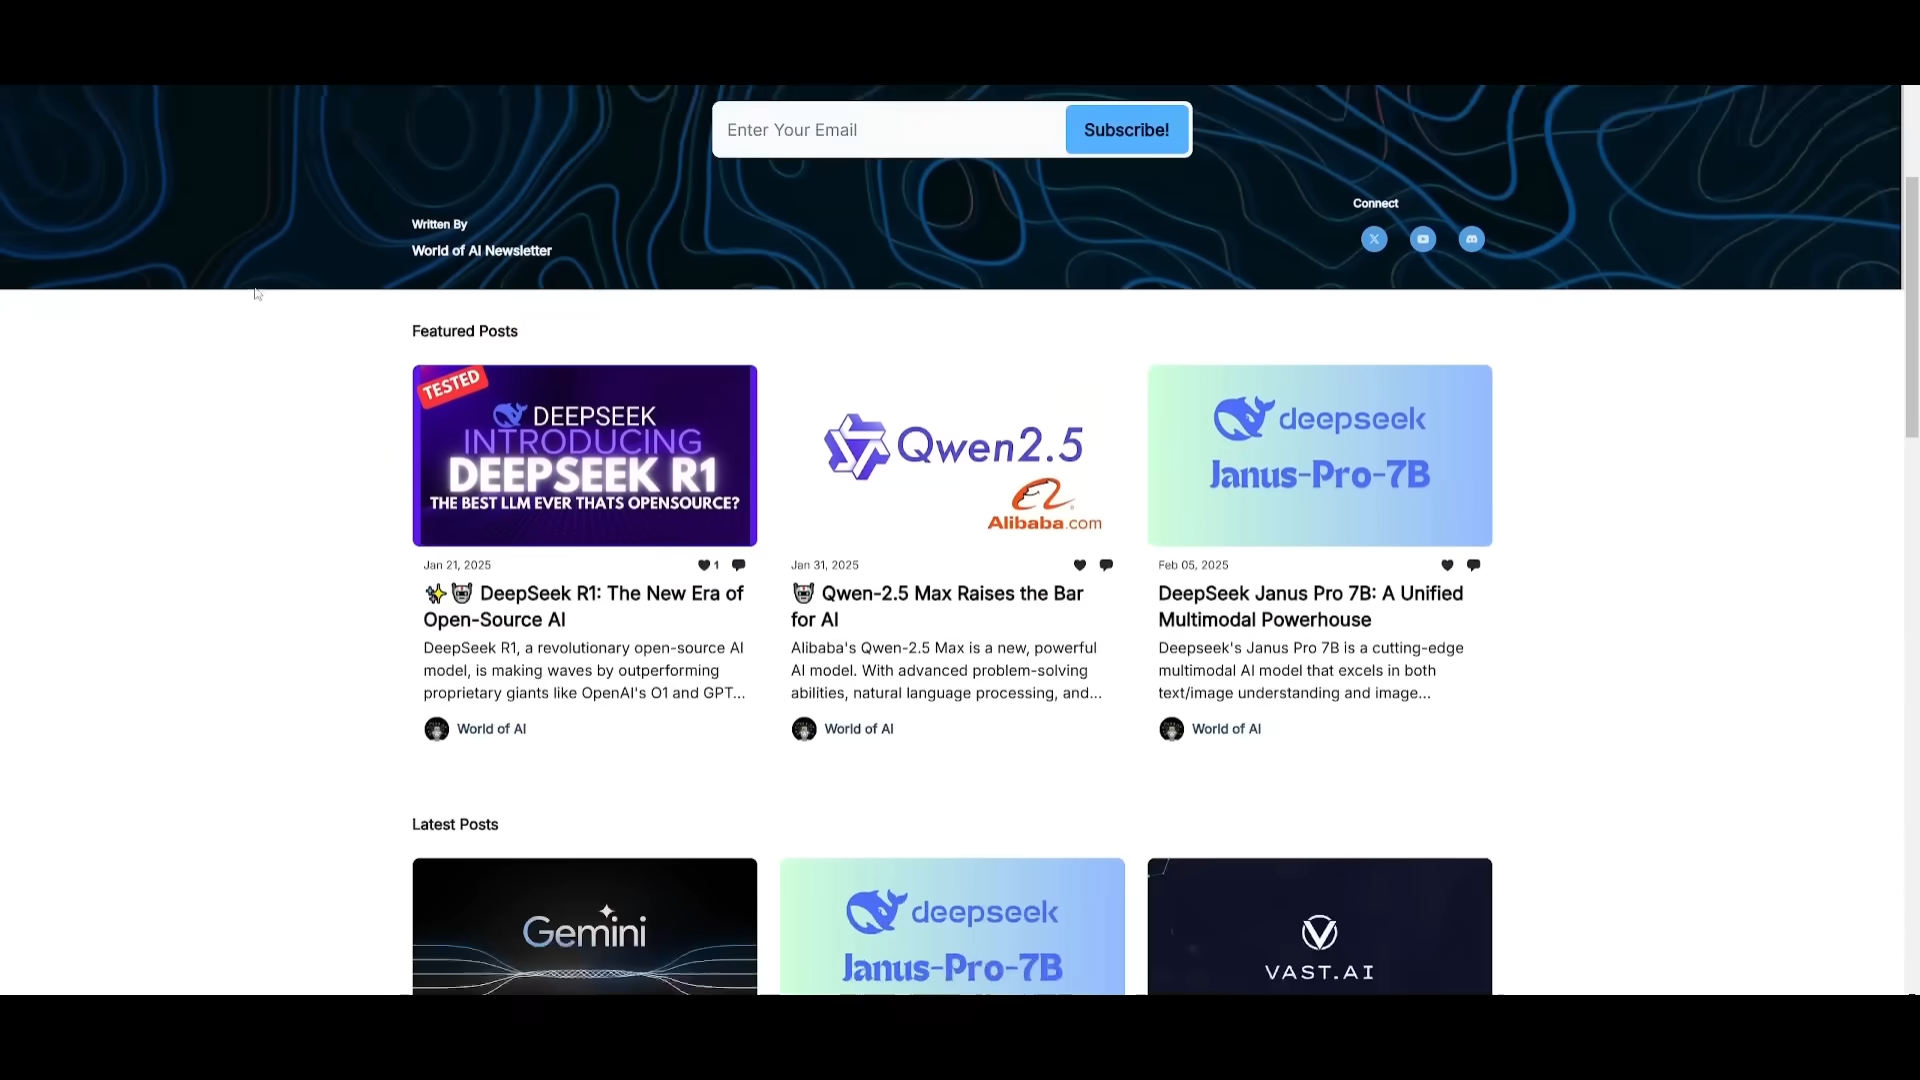 Enter Your Email
Subscribe!
Connect
Written By
World of AI Newsletter
Featured Posts
TESTED
DEEPSEEK
INTRODUCING
DEEPSEEK R1
THE BEST LLM EVER THATS OPENSOURCE?
Jan 21, 2025
1
DeepSeek R1: The New Era of
Open-Source AI
DeepSeek R1, a revolutionary open-source AI
model, is making waves by outperforming
proprietary giants like OpenAI's O1 and GPT...
World of AI
Qwen2.5
Alibaba.com
Jan 31, 2025
Qwen-2.5 Max Raises the Bar
for AI
Alibaba's Qwen-2.5 Max is a new, powerful
AI model. With advanced problem-solving
abilities, natural language processing, and...
World of AI
deepseek
Janus-Pro-7B
Feb 05, 2025
DeepSeek Janus Pro 7B: A Unified
Multimodal Powerhouse
Deepseek's Janus Pro 7B is a cutting-edge
multimodal AI model that excels in both
text/image understanding and image...
World of AI
Latest Posts
Gemini
deepseek
Janus-Pro-7B
VAST.AI